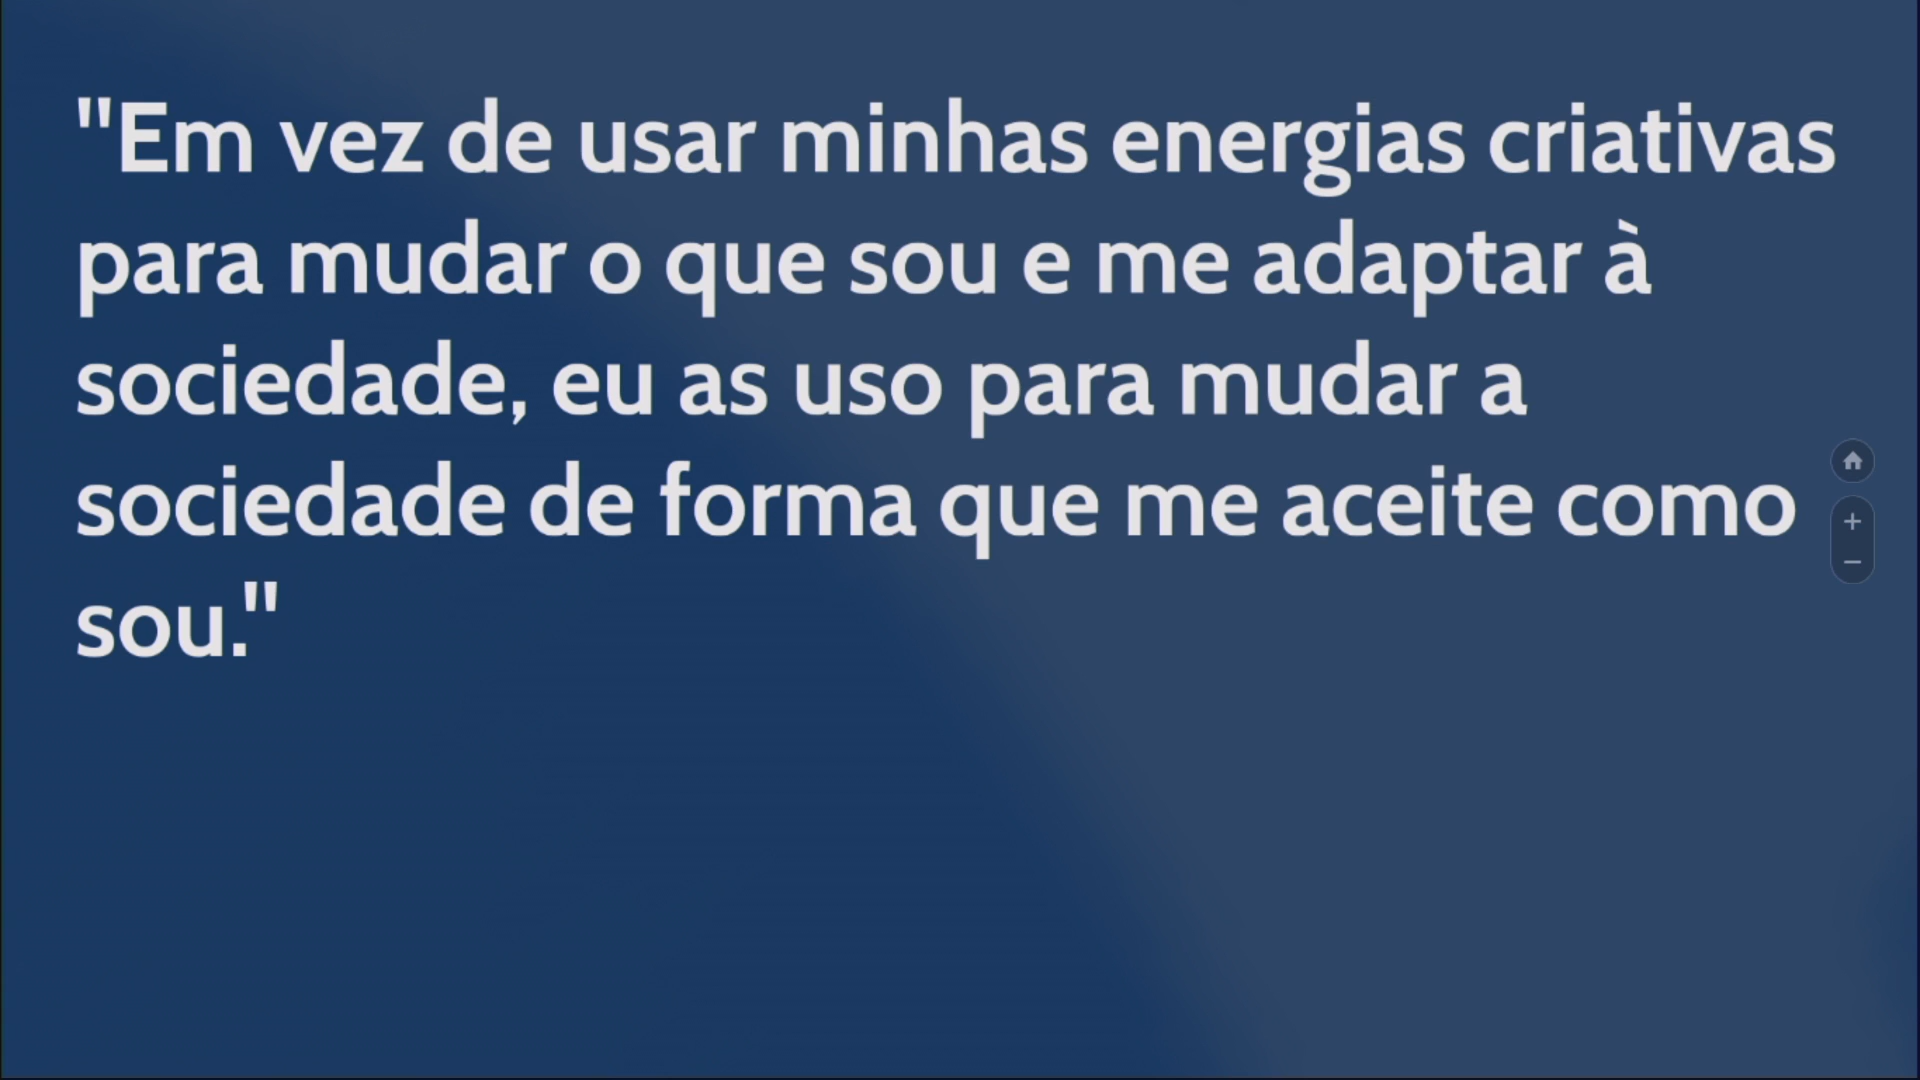 "Em vez de usar minhas energias criativas
para mudar o que sou e me adaptar à
sociedade, eu as uso para mudar a
sociedade de forma que me aceite como
sou."